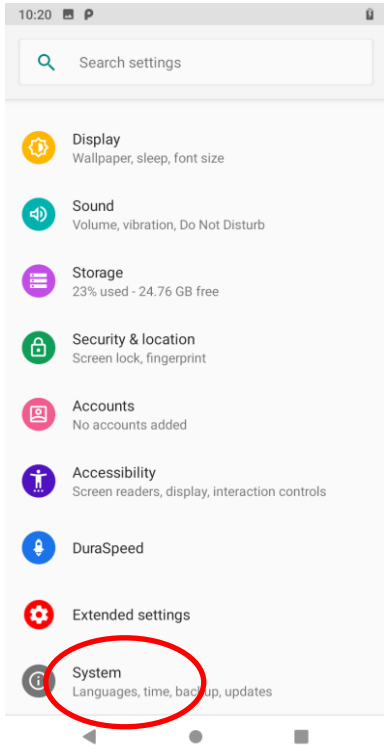 10:20
Search settings
Display
Wallpaper, sleep, font size
Sound
Volume, vibration, Do Not Disturb
Storage
23% used - 24.76 GB free
Security & location
Screen lock, fingerprint
Accounts
No accounts added
Accessibility
Screen readers, display, interaction controls
DuraSpeed
Extended settings
System
Languages, time, backup, updates